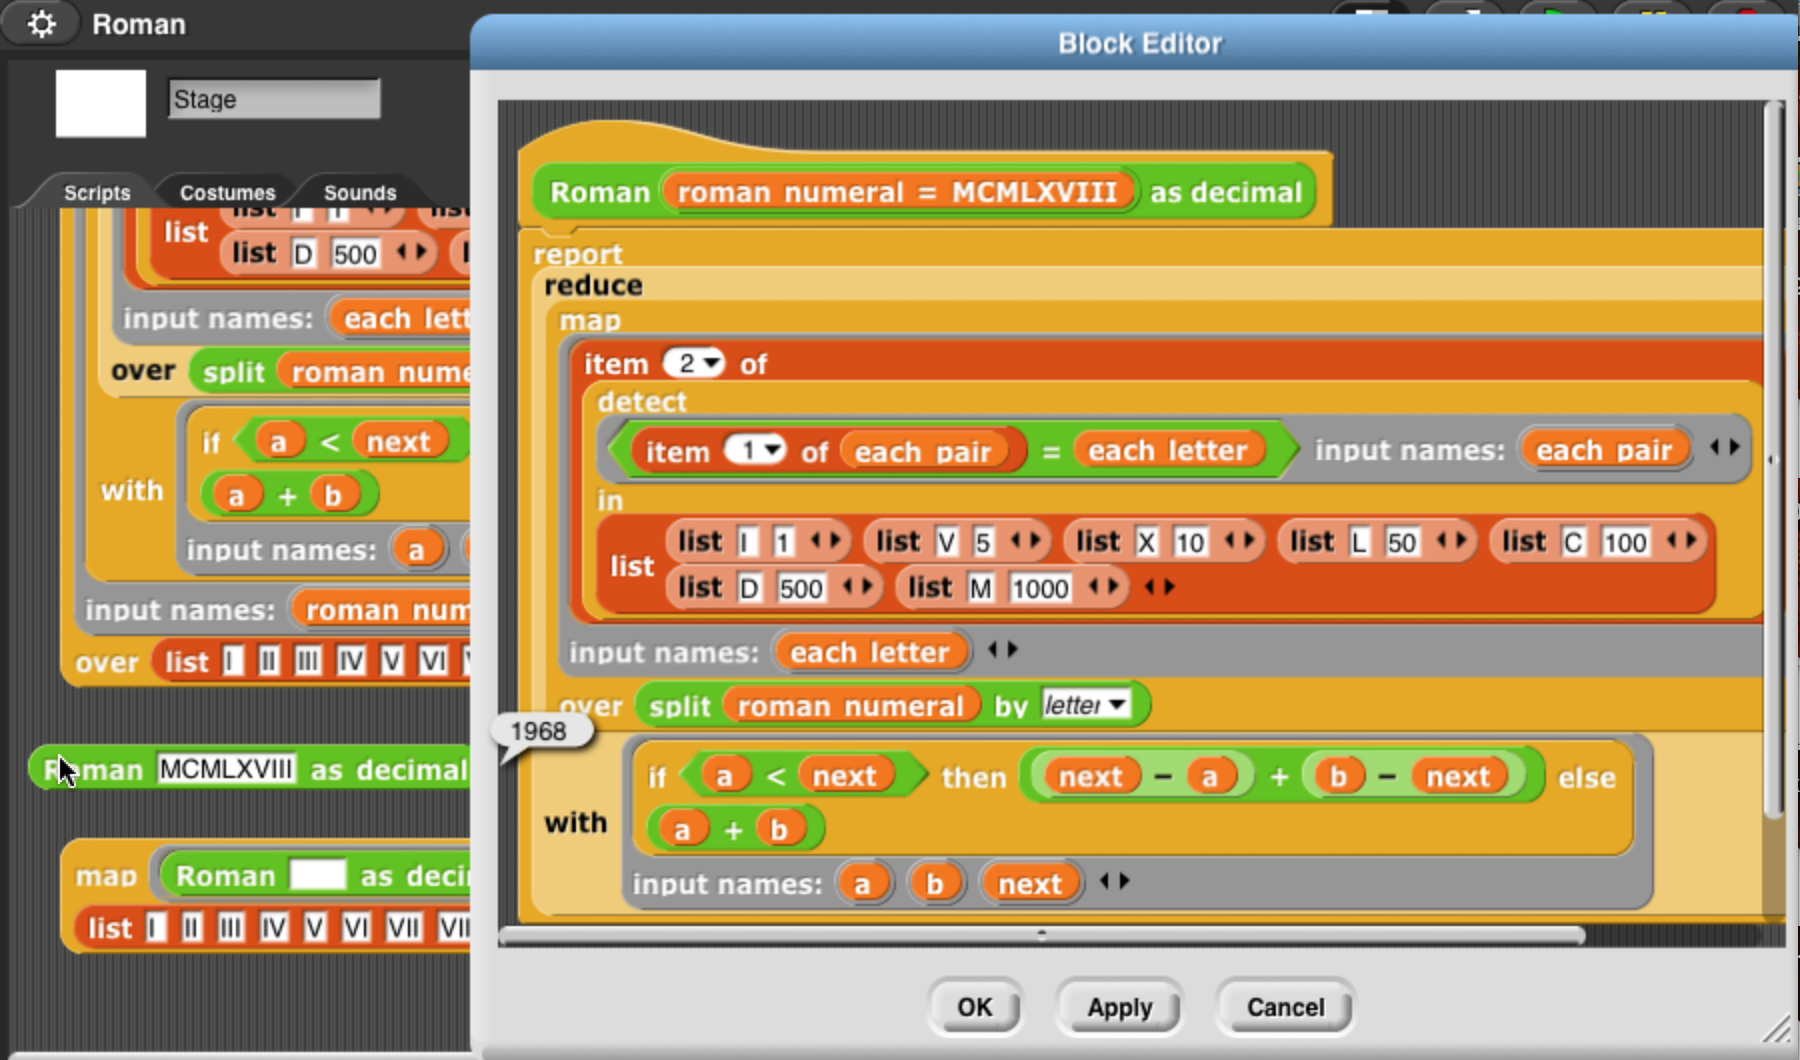 Roman
Block Editor
Stage
Scripts Costumes Sounds
list
list D 500
input names: each lett
over split roman nume
if a < next
with a + b
input names: a
input names: roman num
over list I II III IV V VI
1968
Roman MCMLXVIII as decimal
map Roman as deci
list I II III IV V VI VII VII
Roman roman numeral = MCMLXVIII as decimal
report
reduce
map
item 2 of
detect
item 1 of each pair = each letter input names: each pair
in
list I 1 list V 5 list X 10 list L 50 list C 100
list
list D 500 list M 1000
input names: each letter
over split roman numeral by letter
if a < next then next − a + b − next else
with
a + b
input names: a b next
OK Apply Cancel